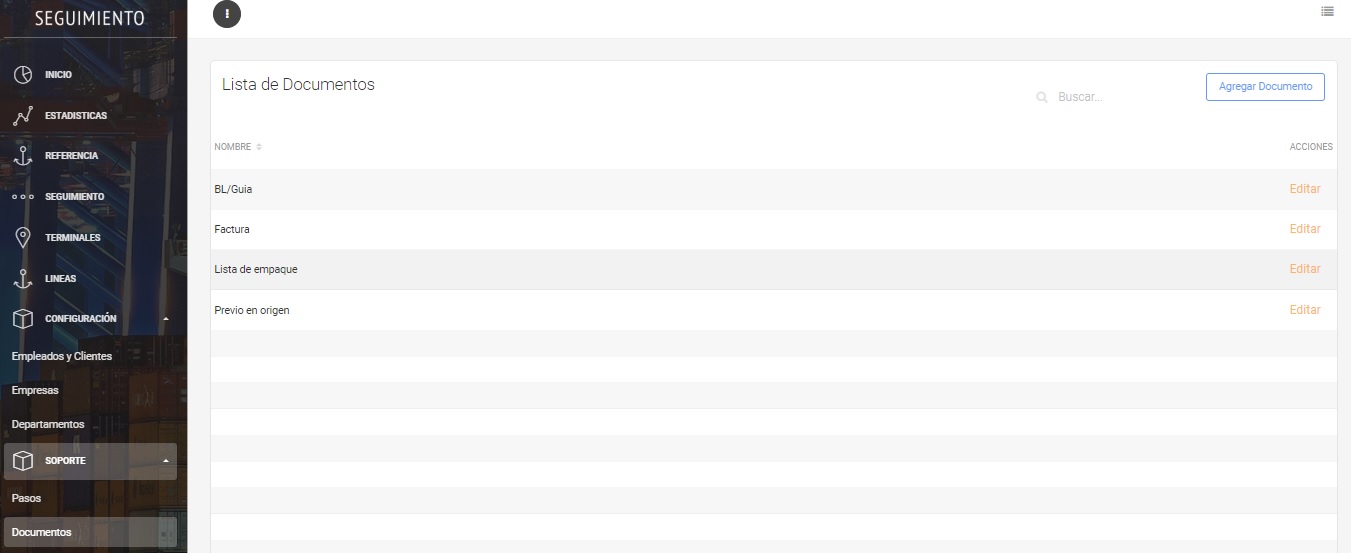 SEGUIMIENTO
INICIO
ESTADISTICAS
REFERENCIA
SEGUIMIENTO
TERMINALES
LINEAS
CONFIGURACIÓN
Empleados y Clientes
Empresas
Departamentos
SOPORTE
Pasos
Documentos
Lista de Documentos
Buscar...
Agregar Documento
NOMBRE ACCIONES
BL/Guia Editar
Factura Editar
Lista de empaque Editar
Previo en origen Editar